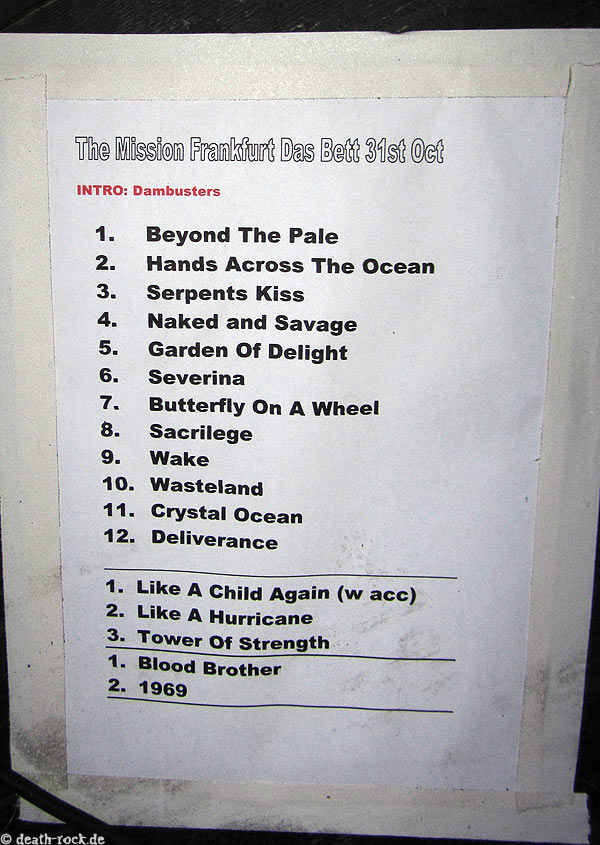 The Mission Frankfurt Das Bett 31st Oct
INTRO: Dambusters
1. Beyond The Pale
2. Hands Across The Ocean
3. Serpents Kiss
4. Naked and Savage
5. Garden Of Delight
6. Severina
7. Butterfly On A Wheel
8. Sacrilege
9. Wake
10. Wasteland
11. Crystal Ocean
12. Deliverance
1. Like A Child Again (w acc)
2. Like A Hurricane
3. Tower Of Strength
1. Blood Brother
2. 1969
© death-rock.de